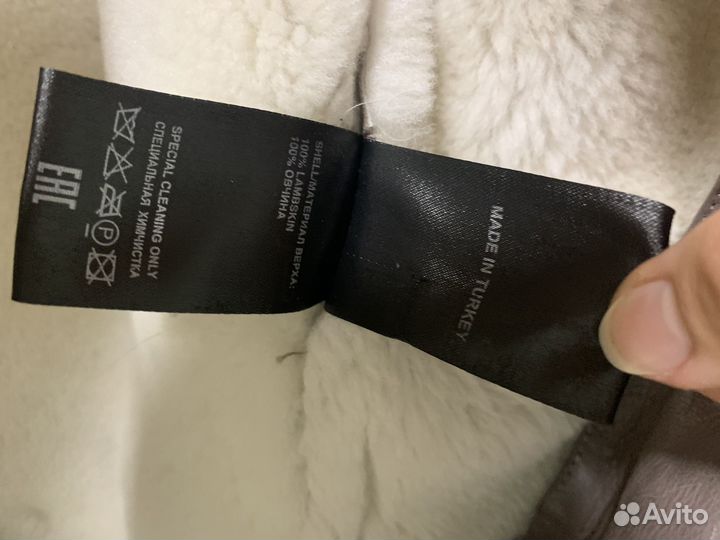 SHELL/МАТЕРИАЛ ВЕРХА:
100% LAMBSKIN
100% ОВЧИНА
SPECIAL CLEANING ONLY
СПЕЦИАЛЬНАЯ ХИМЧИСТКА
P
EAC
MADE IN TURKEY
Avito